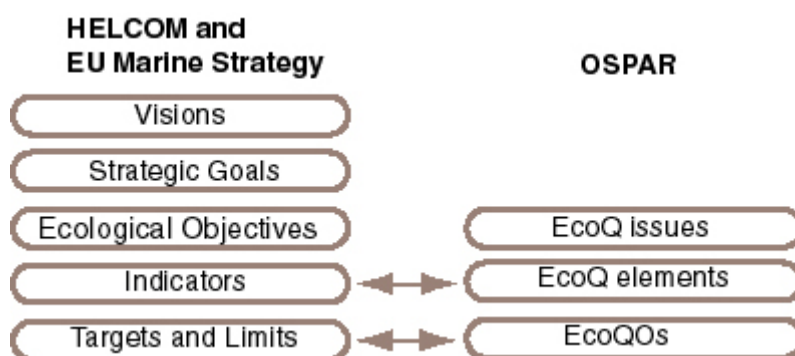 HELCOM and
EU Marine Strategy
OSPAR
Visions
Strategic Goals
Ecological Objectives
EcoQ issues
Indicators
EcoQ elements
Targets and Limits
EcoQOs